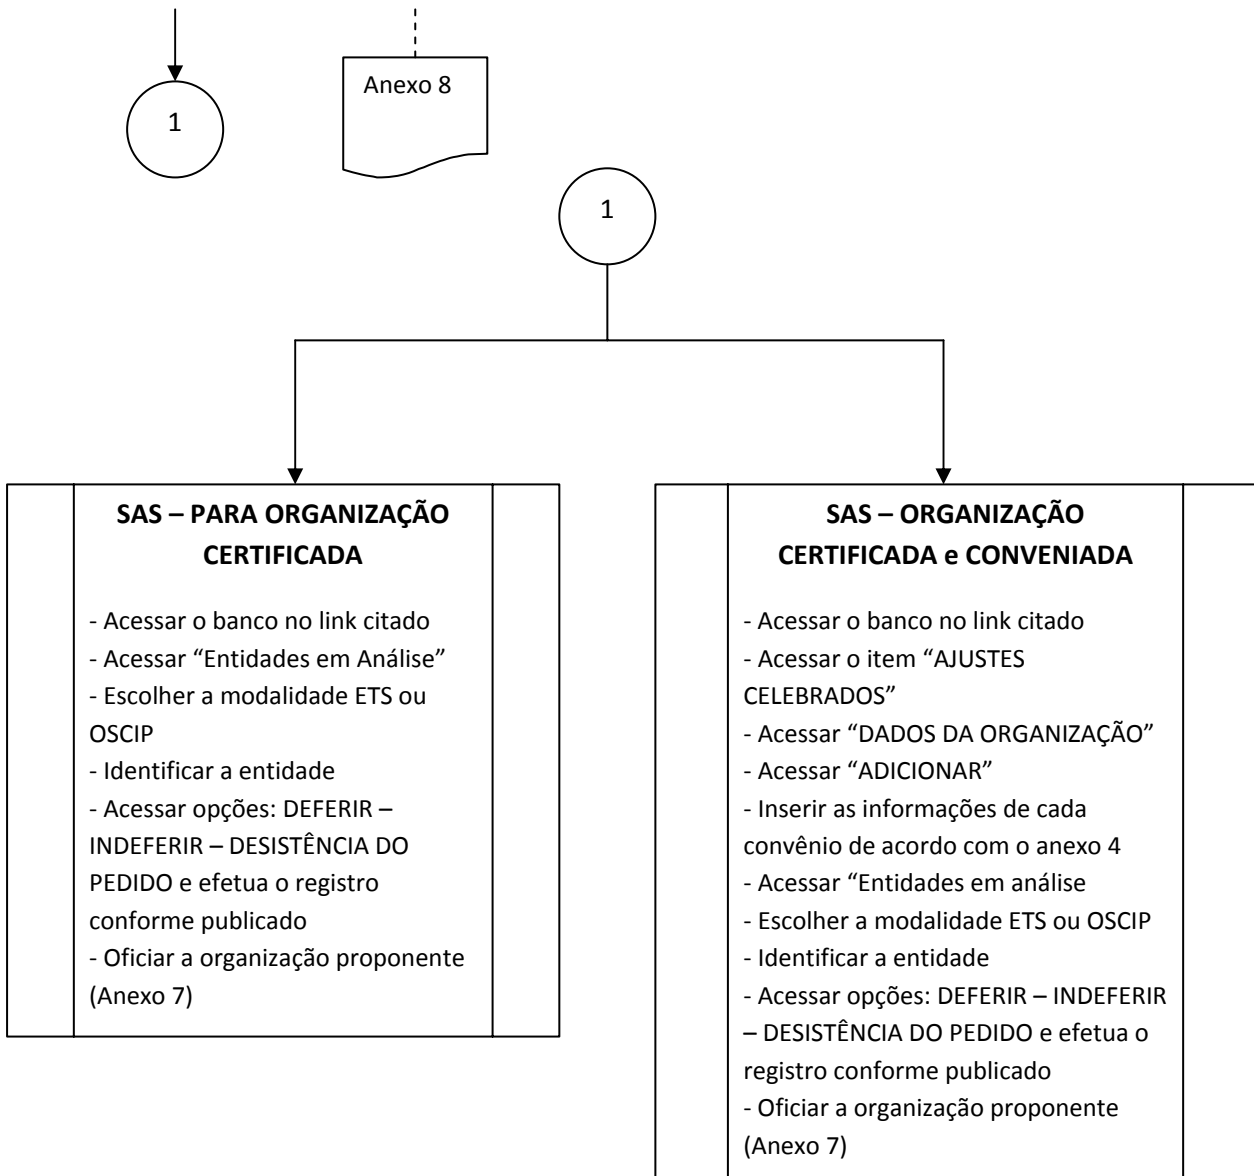 1
Anexo 8
1
SAS – PARA ORGANIZAÇÃO
CERTIFICADA
- Acessar o banco no link citado
- Acessar “Entidades em Análise”
- Escolher a modalidade ETS ou
OSCIP
- Identificar a entidade
- Acessar opções: DEFERIR –
INDEFERIR – DESISTÊNCIA DO
PEDIDO e efetua o registro
conforme publicado
- Oficiar a organização proponente
(Anexo 7)
SAS – ORGANIZAÇÃO
CERTIFICADA e CONVENIADA
- Acessar o banco no link citado
- Acessar o item “AJUSTES
CELEBRADOS”
- Acessar “DADOS DA ORGANIZAÇÃO”
- Acessar “ADICIONAR”
- Inserir as informações de cada
convênio de acordo com o anexo 4
- Acessar “Entidades em análise
- Escolher a modalidade ETS ou OSCIP
- Identificar a entidade
- Acessar opções: DEFERIR – INDEFERIR
– DESISTÊNCIA DO PEDIDO e efetua o
registro conforme publicado
- Oficiar a organização proponente
(Anexo 7)